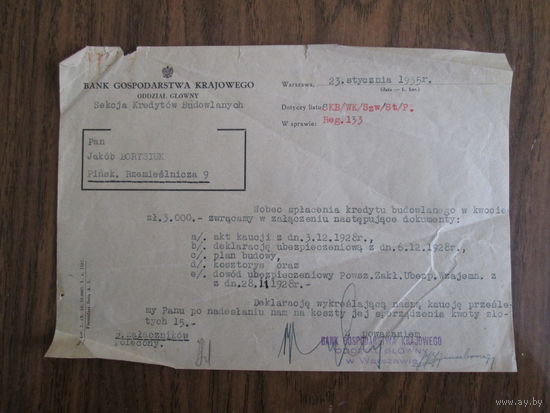 BANK GOSPODARSTWA KRAJOWEGO
ODDZIAŁ GŁÓWNY
Sekcja Kredytów Budowlanych
Warszawa, 23.stycznia 1935r.
Dotyczy listu SKB/WK/Szw/St/P.
W sprawie: Reg.133
Pan
Jakób BORYSIUK
Pińsk, Rzemieślnicza 9
Wobec spłacenia kredytu budowlanego w kwocie
zł.3.000.- zwracamy w załączeniu następujące dokumenty:
a/. akt kaucji z dn.3.12.1928r.,
b/. deklarację ubezpieczeniową z dn.6.12.1928r.,
c/. plan budowy,
d/. kosztorys oraz
e/. dowód ubezpieczeniowy Powsz.Zakł.Ubezp.Wzajemn. z
z dn.28.11.1928r.-
Deklarację wykreślającą naszą kaucję prześle-
my Panu po nadesłaniu nam na koszty jej sporządzenia kwoty zło-
tych 15.-
Z poważaniem
5 załączników
Polecony.
BANK GOSPODARSTWA KRAJOWEGO
ODDZIAŁ GŁÓWNY
w Warszawie
www.ay.by